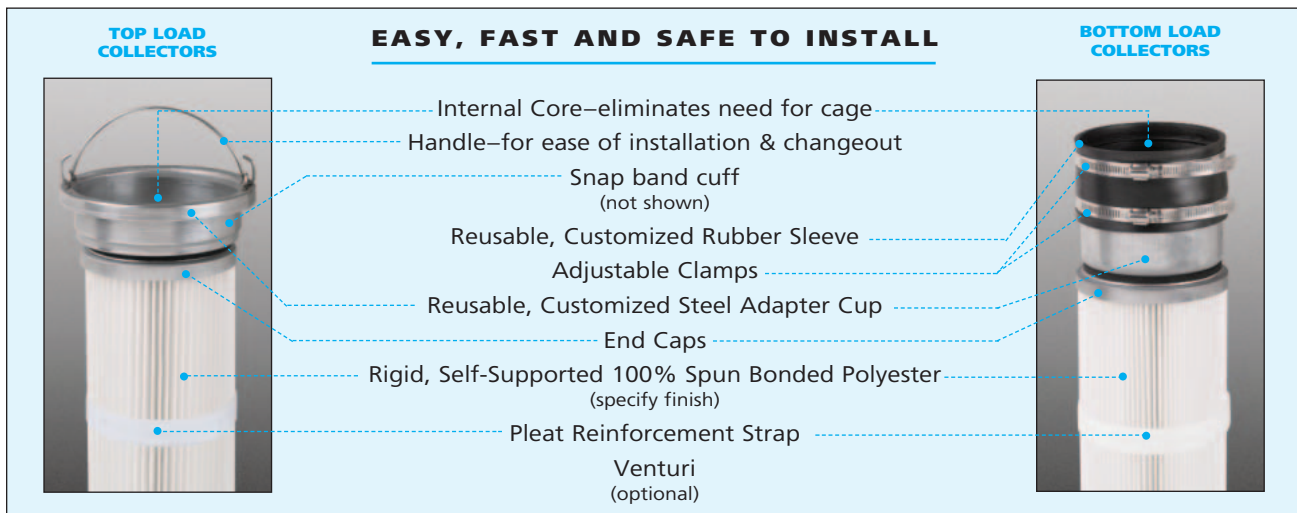 TOP LOAD
COLLECTORS
EASY, FAST AND SAFE TO INSTALL
BOTTOM LOAD
COLLECTORS
Internal Core–eliminates need for cage
Handle–for ease of installation & changeout
Snap band cuff
(not shown)
Reusable, Customized Rubber Sleeve
Adjustable Clamps
Reusable, Customized Steel Adapter Cup
End Caps
Rigid, Self-Supported 100% Spun Bonded Polyester
(specify finish)
Pleat Reinforcement Strap
Venturi
(optional)